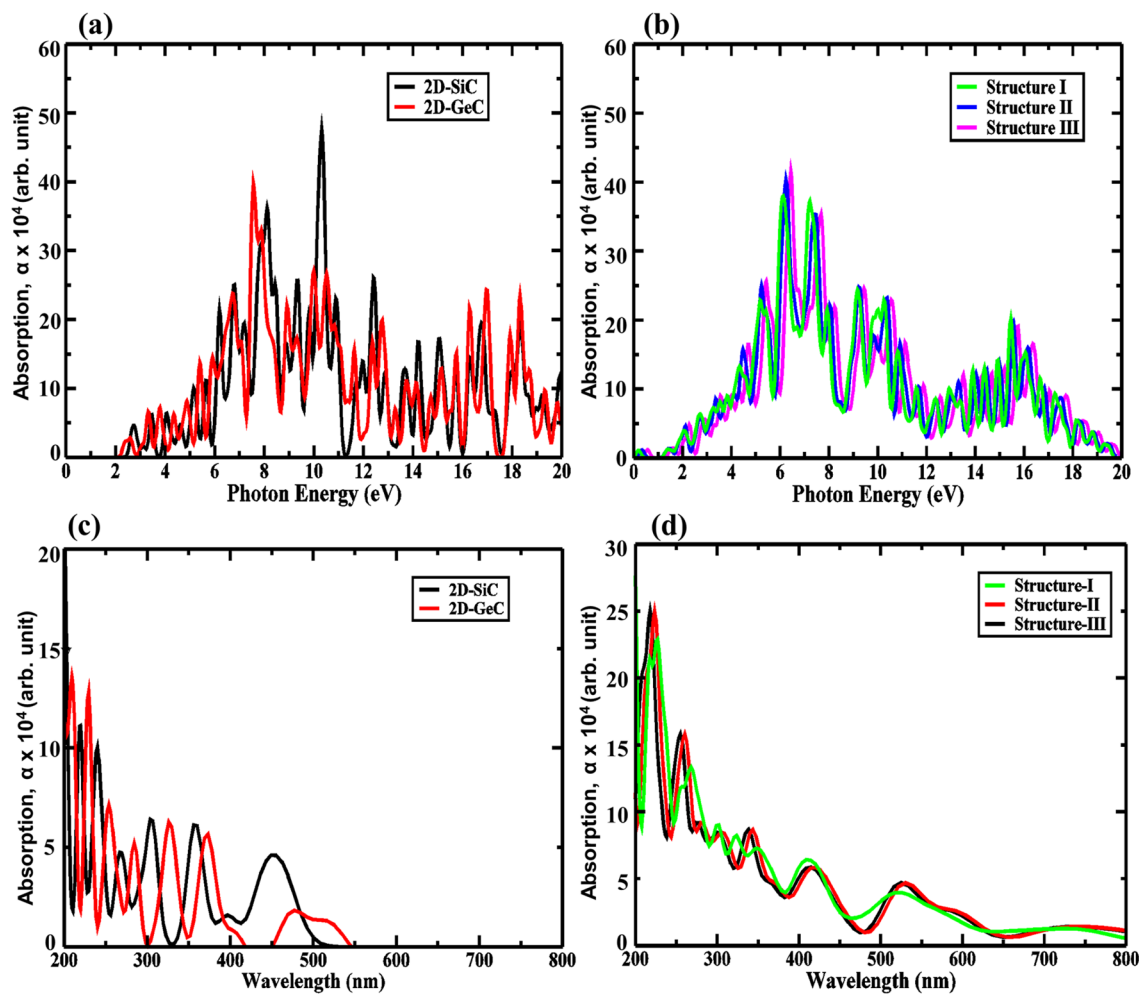 (a)
60
50
40
30
20
10
0
0 2 4 6 8 10 12 14 16 18 20
Absorption, α x 10⁴ (arb. unit)
Photon Energy (eV)
2D-SiC
2D-GeC
(b)
60
50
40
30
20
10
0
0 2 4 6 8 10 12 14 16 18 20
Absorption, α x 10⁴ (arb. unit)
Photon Energy (eV)
Structure I
Structure II
Structure III
(c)
20
15
10
5
0
200 300 400 500 600 700 800
Absorption, α x 10⁴ (arb. unit)
Wavelength (nm)
2D-SiC
2D-GeC
(d)
30
25
20
15
10
5
0
200 300 400 500 600 700 800
Absorption, α x 10⁴ (arb. unit)
Wavelength (nm)
Structure-I
Structure-II
Structure-III